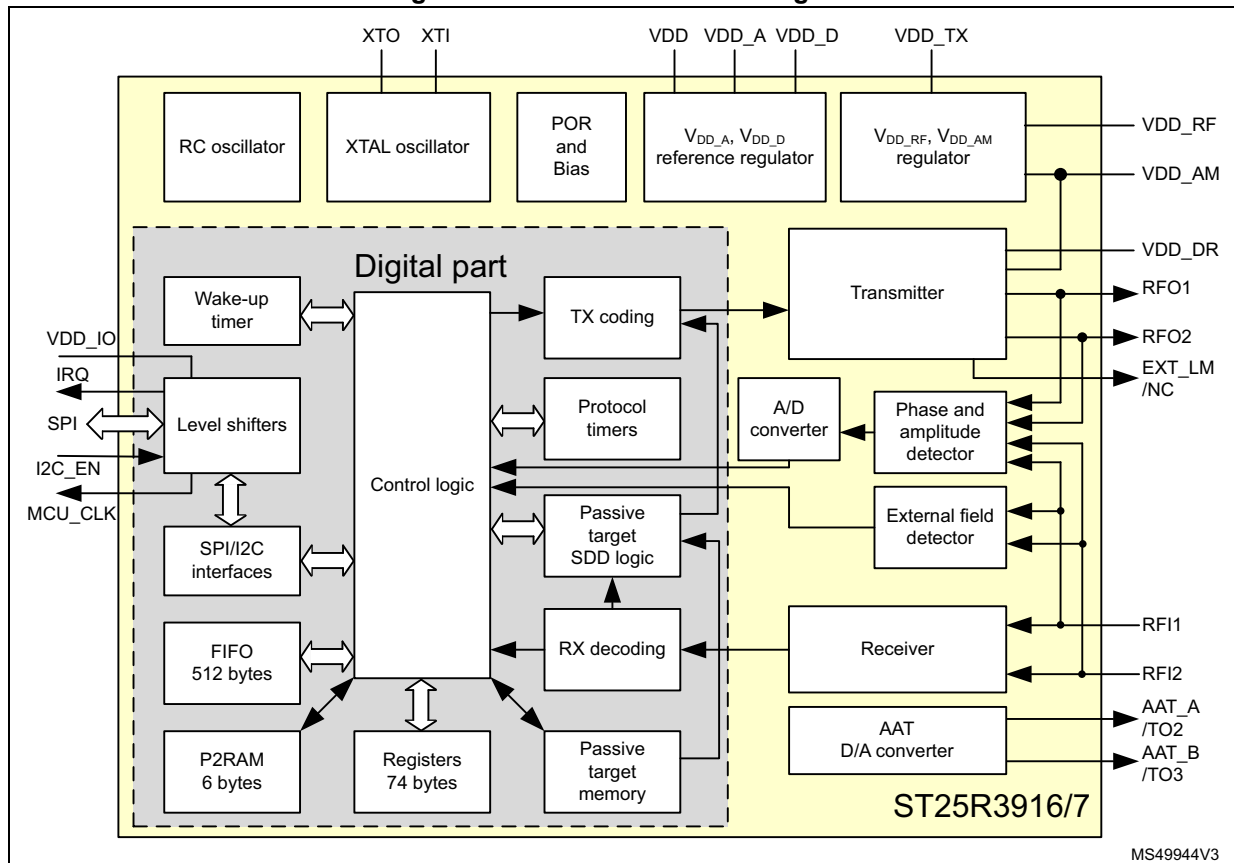 XTO XTI VDD VDD_A VDD_D VDD_TX
RC oscillator
XTAL oscillator
POR
and
Bias
VDD_A, VDD_D
reference regulator
VDD_RF, VDD_AM
regulator
VDD_RF
VDD_AM
VDD_DR
RFO1
RFO2
EXT_LM
/NC
Digital part
Wake-up
timer
TX coding
Transmitter
VDD_IO
IRQ
SPI
I2C_EN
MCU_CLK
Level shifters
Control logic
Protocol
timers
A/D
converter
Phase and
amplitude
detector
SPI/I2C
interfaces
Passive
target
SDD logic
External field
detector
FIFO
512 bytes
RX decoding
Receiver
RFI1
RFI2
P2RAM
6 bytes
Registers
74 bytes
Passive
target
memory
AAT
D/A converter
AAT_A
/TO2
AAT_B
/TO3
ST25R3916/7
MS49944V3